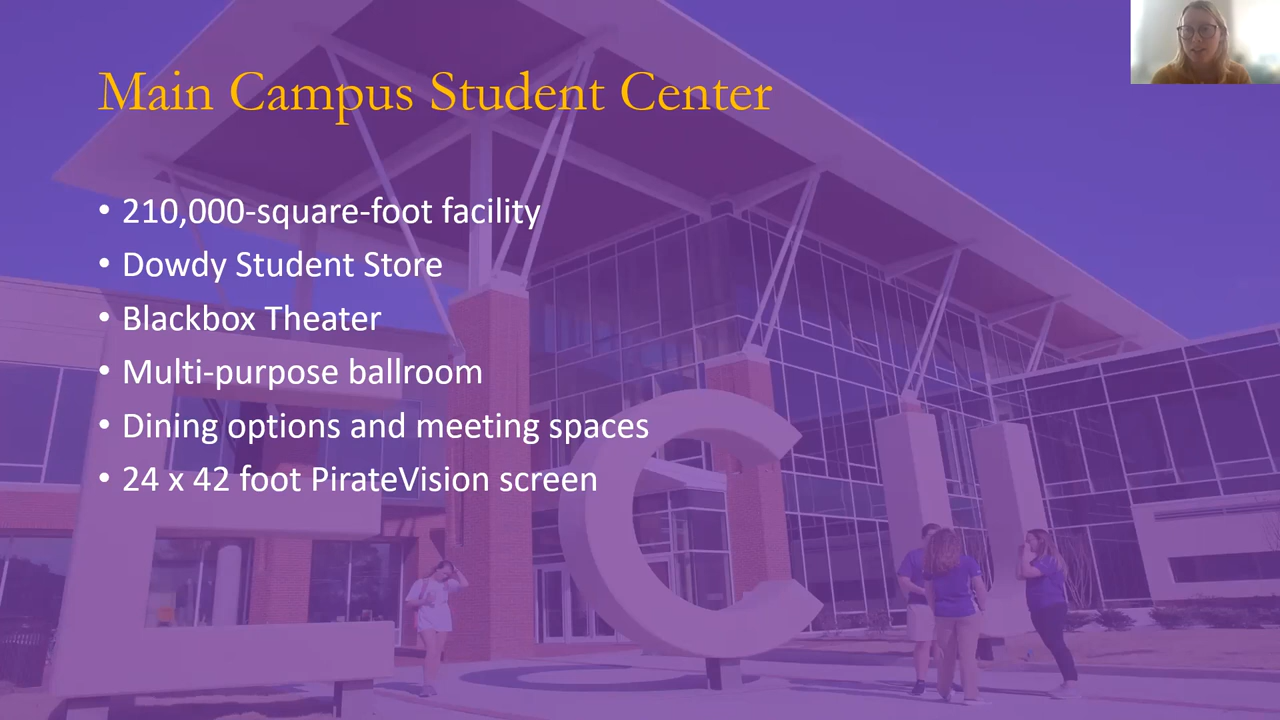 Main Campus Student Center
• 210,000-square-foot facility
• Dowdy Student Store
• Blackbox Theater
• Multi-purpose ballroom
• Dining options and meeting spaces
• 24 x 42 foot PirateVision screen
ECU